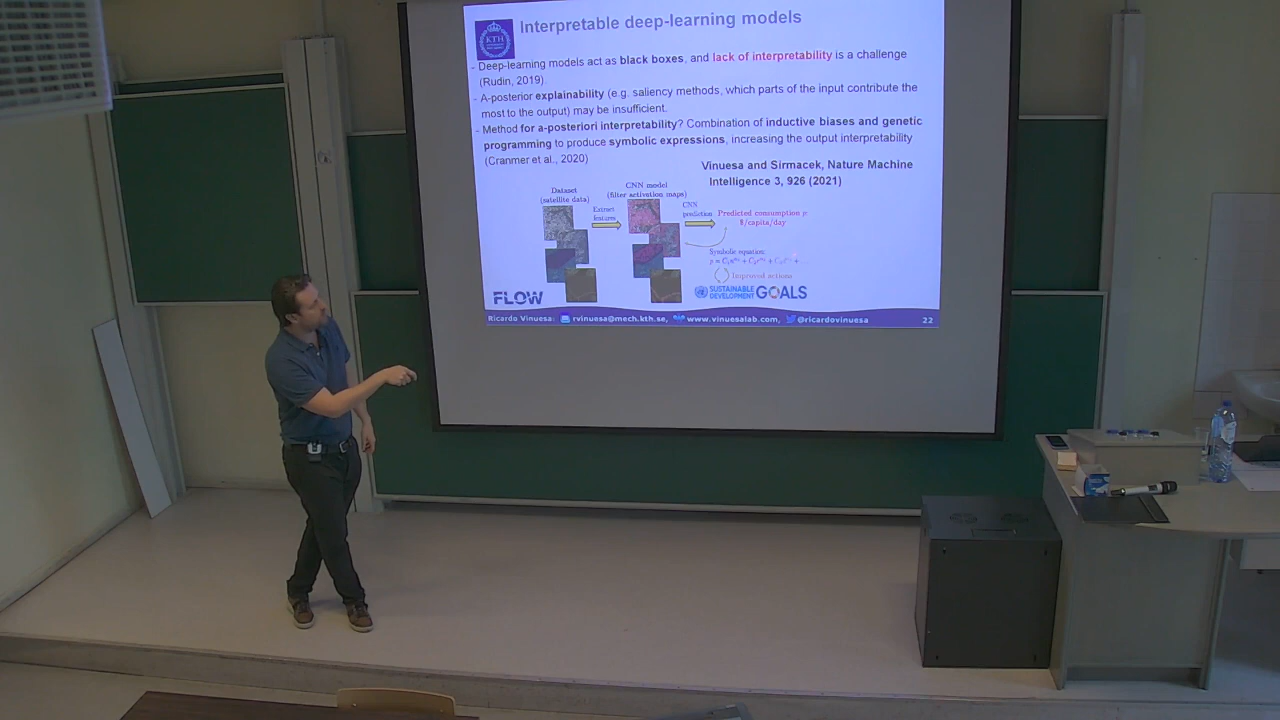 Interpretable deep-learning models
KTH
- Deep-learning models act as black boxes, and lack of interpretability is a challenge
(Rudin, 2019)
- A-posterior explainability (e.g. saliency methods, which parts of the input contribute the
most to the output) may be insufficient.
- Method for a-posteriori interpretability? Combination of inductive biases and genetic
programming to produce symbolic expressions, increasing the output interpretability
(Cranmer et al., 2020)
Vinuesa and Sirmacek, Nature Machine
Intelligence 3, 926 (2021)
Dataset
(satellite data)
Extract
features
CNN model
(filter activation maps)
CNN
prediction
Predicted consumption p:
$/capita/day
Symbolic equation:
Improved actions
FLOW
SUSTAINABLE
DEVELOPMENT
GOALS
Ricardo Vinuesa: rvinuesa@mech.kth.se, www.vinuesalab.com, @ricardovinuesa 22